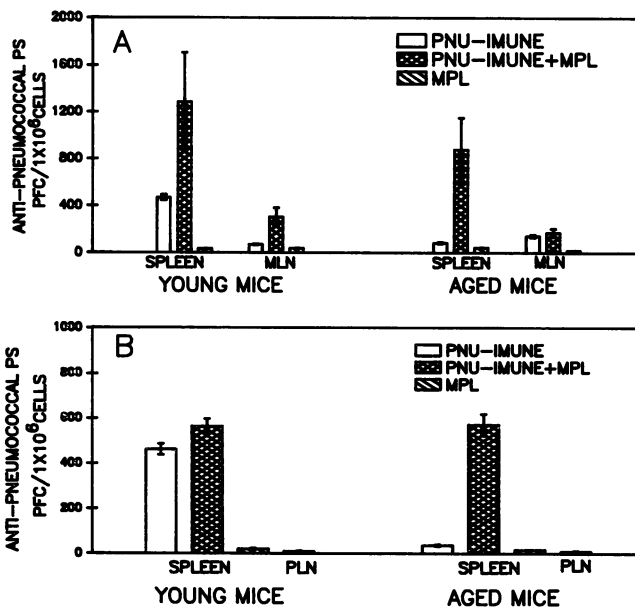 A
PNU-IMUNE
PNU-IMUNE+MPL
MPL
ANTI-PNEUMOCOCCAL PS
PFC/1X10⁶CELLS
2000
1600
1200
800
400
0
SPLEEN MLN SPLEEN MLN
YOUNG MICE AGED MICE
B
PNU-IMUNE
PNU-IMUNE+MPL
MPL
ANTI-PNEUMOCOCCAL PS
PFC/1X10⁶CELLS
1000
800
600
400
200
0
SPLEEN PLN SPLEEN PLN
YOUNG MICE AGED MICE